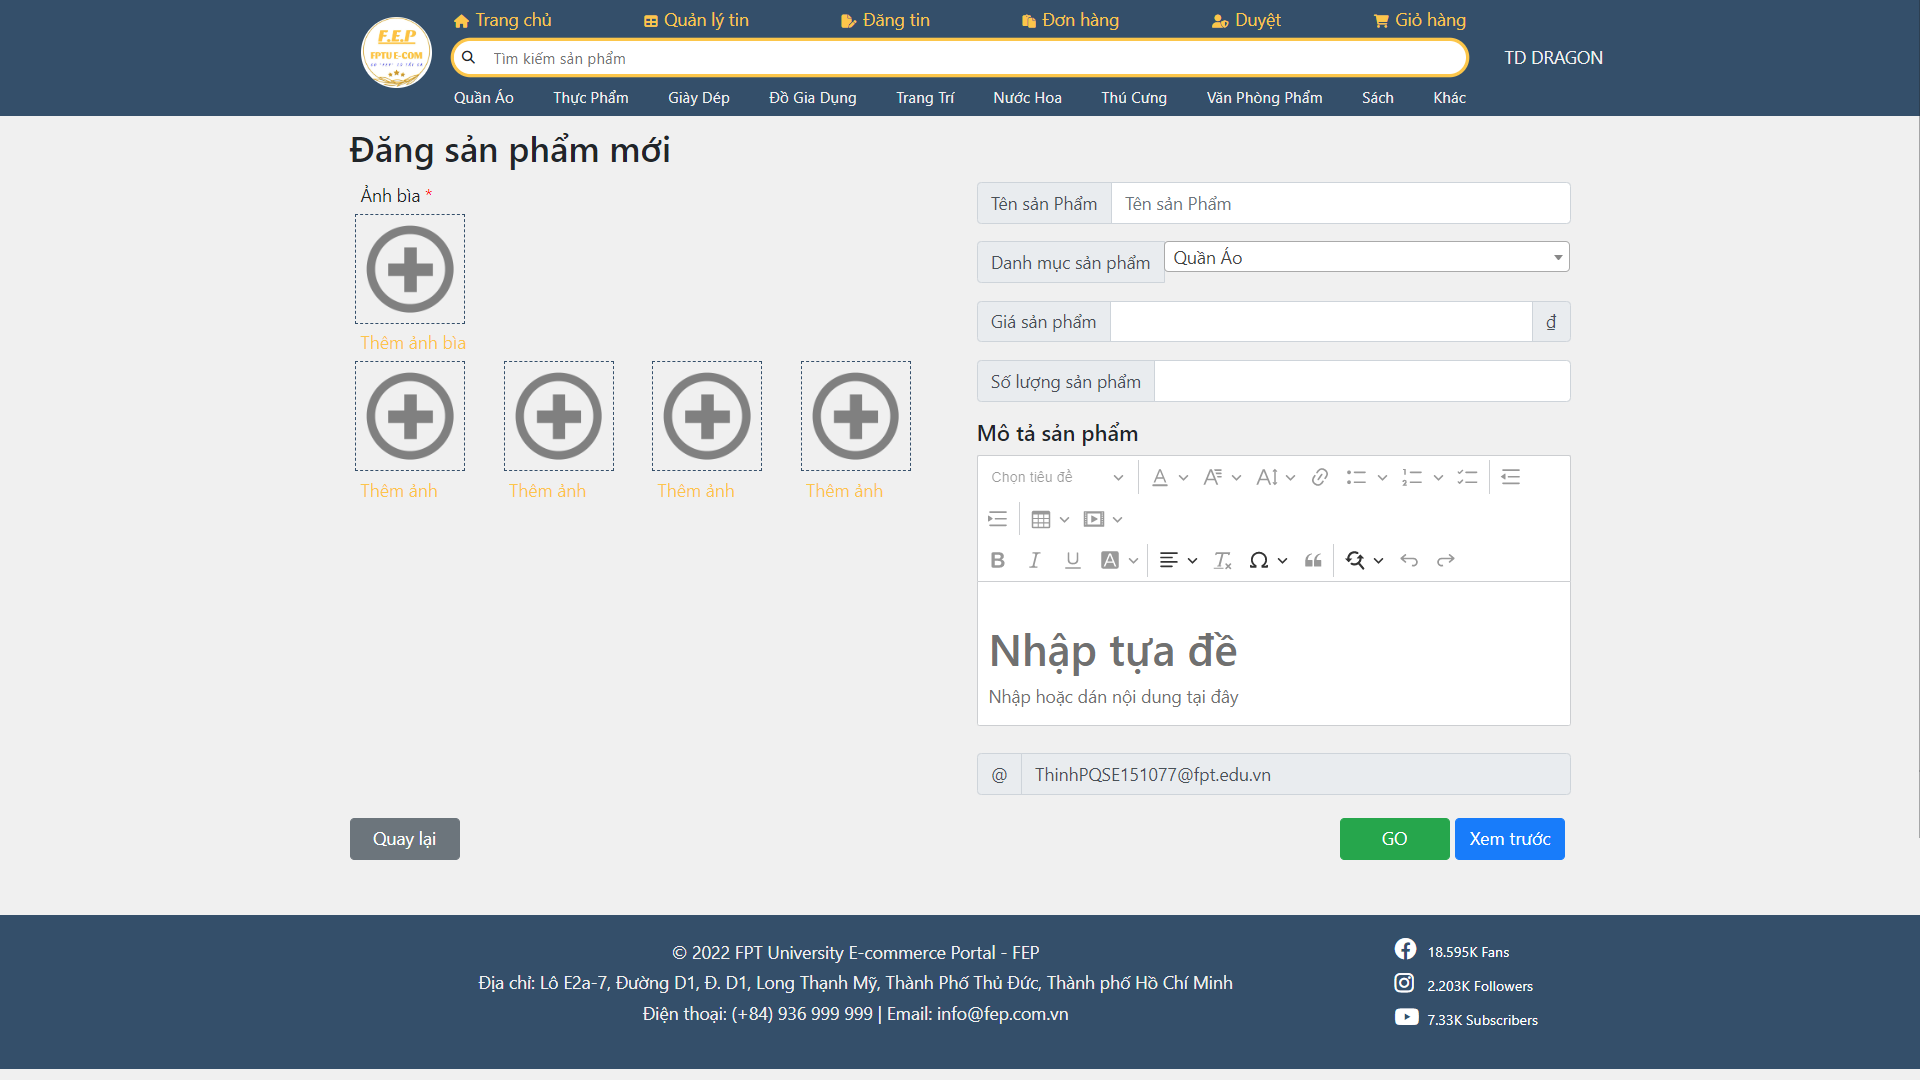 Trang chủ Quản lý tin Đăng tin Đơn hàng Duyệt Giỏ hàng
F.E.P
FPTU E-COM
Tìm kiếm sản phẩm
TD DRAGON
Quần Áo Thực Phẩm Giày Dép Đồ Gia Dụng Trang Trí Nước Hoa Thú Cưng Văn Phòng Phẩm Sách Khác
Đăng sản phẩm mới
Ảnh bìa *
Thêm ảnh bìa
Thêm ảnh Thêm ảnh Thêm ảnh Thêm ảnh
Tên sản Phẩm Tên sản Phẩm
Danh mục sản phẩm Quần Áo
Giá sản phẩm ₫
Số lượng sản phẩm
Mô tả sản phẩm
Chọn tiêu đề
Nhập tựa đề
Nhập hoặc dán nội dung tại đây
@ ThinhPQSE151077@fpt.edu.vn
Quay lại GO Xem trước
© 2022 FPT University E-commerce Portal - FEP
Địa chỉ: Lô E2a-7, Đường D1, Đ. D1, Long Thạnh Mỹ, Thành Phố Thủ Đức, Thành phố Hồ Chí Minh
Điện thoại: (+84) 936 999 999 | Email: info@fep.com.vn
18.595K Fans
2.203K Followers
7.33K Subscribers